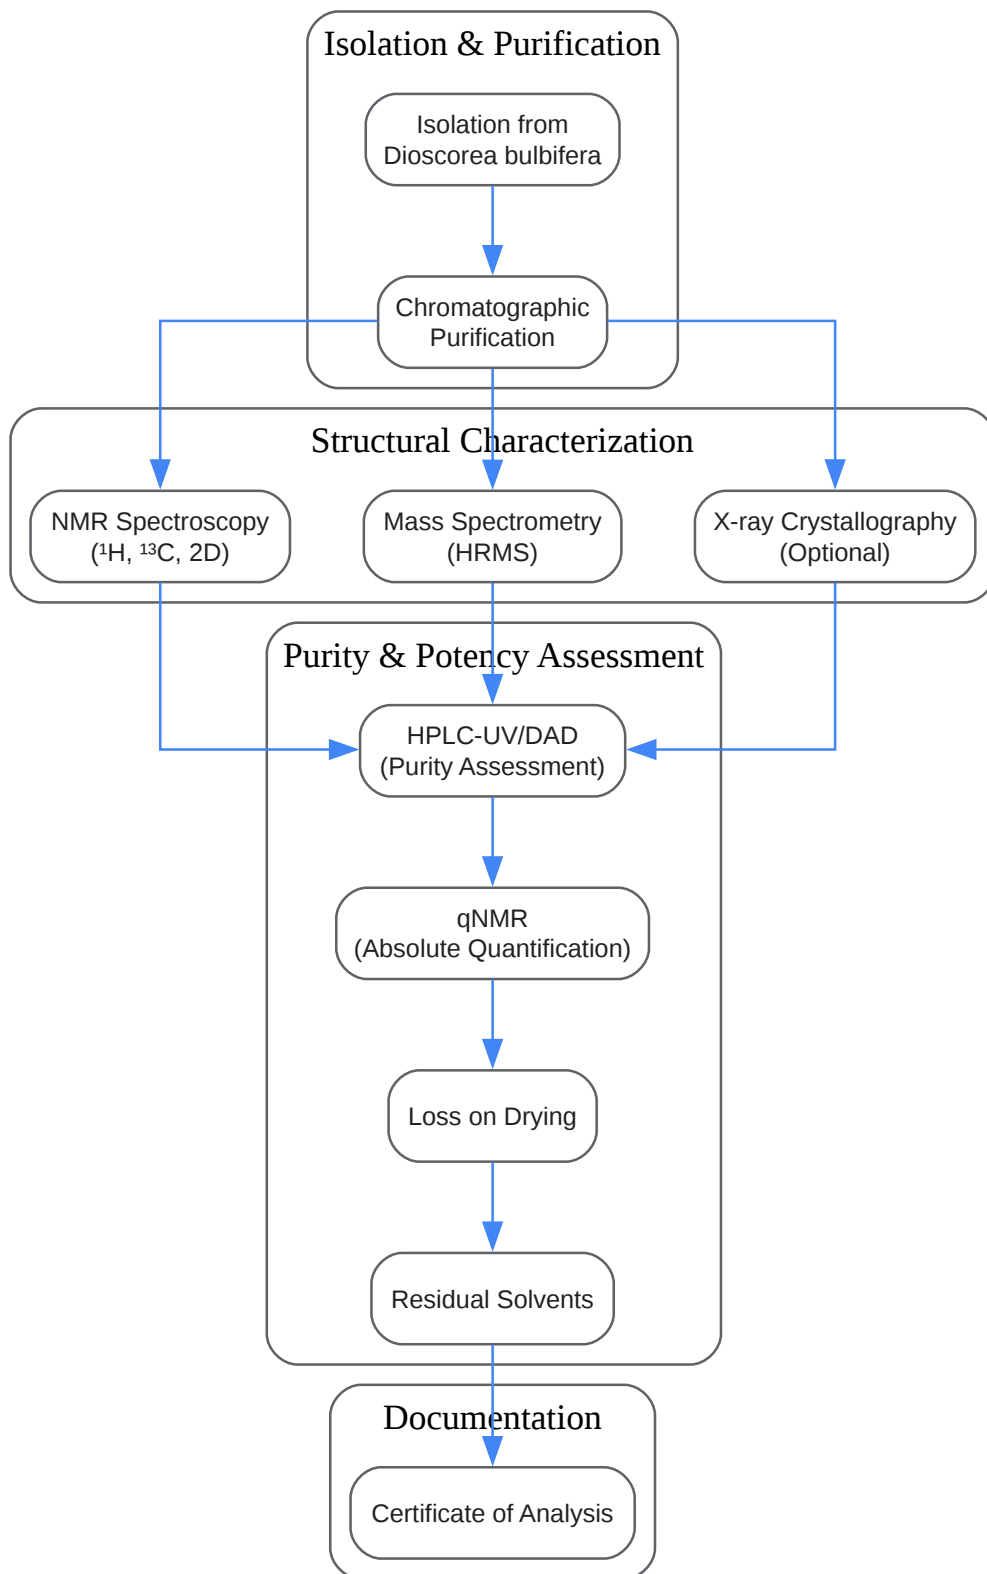 Isolation & Purification
Isolation from
Dioscorea bulbifera
Chromatographic
Purification
Structural Characterization
NMR Spectroscopy
(¹H, ¹³C, 2D)
Mass Spectrometry
(HRMS)
X-ray Crystallography
(Optional)
Purity & Potency Assessment
HPLC-UV/DAD
(Purity Assessment)
qNMR
(Absolute Quantification)
Loss on Drying
Residual Solvents
Documentation
Certificate of Analysis